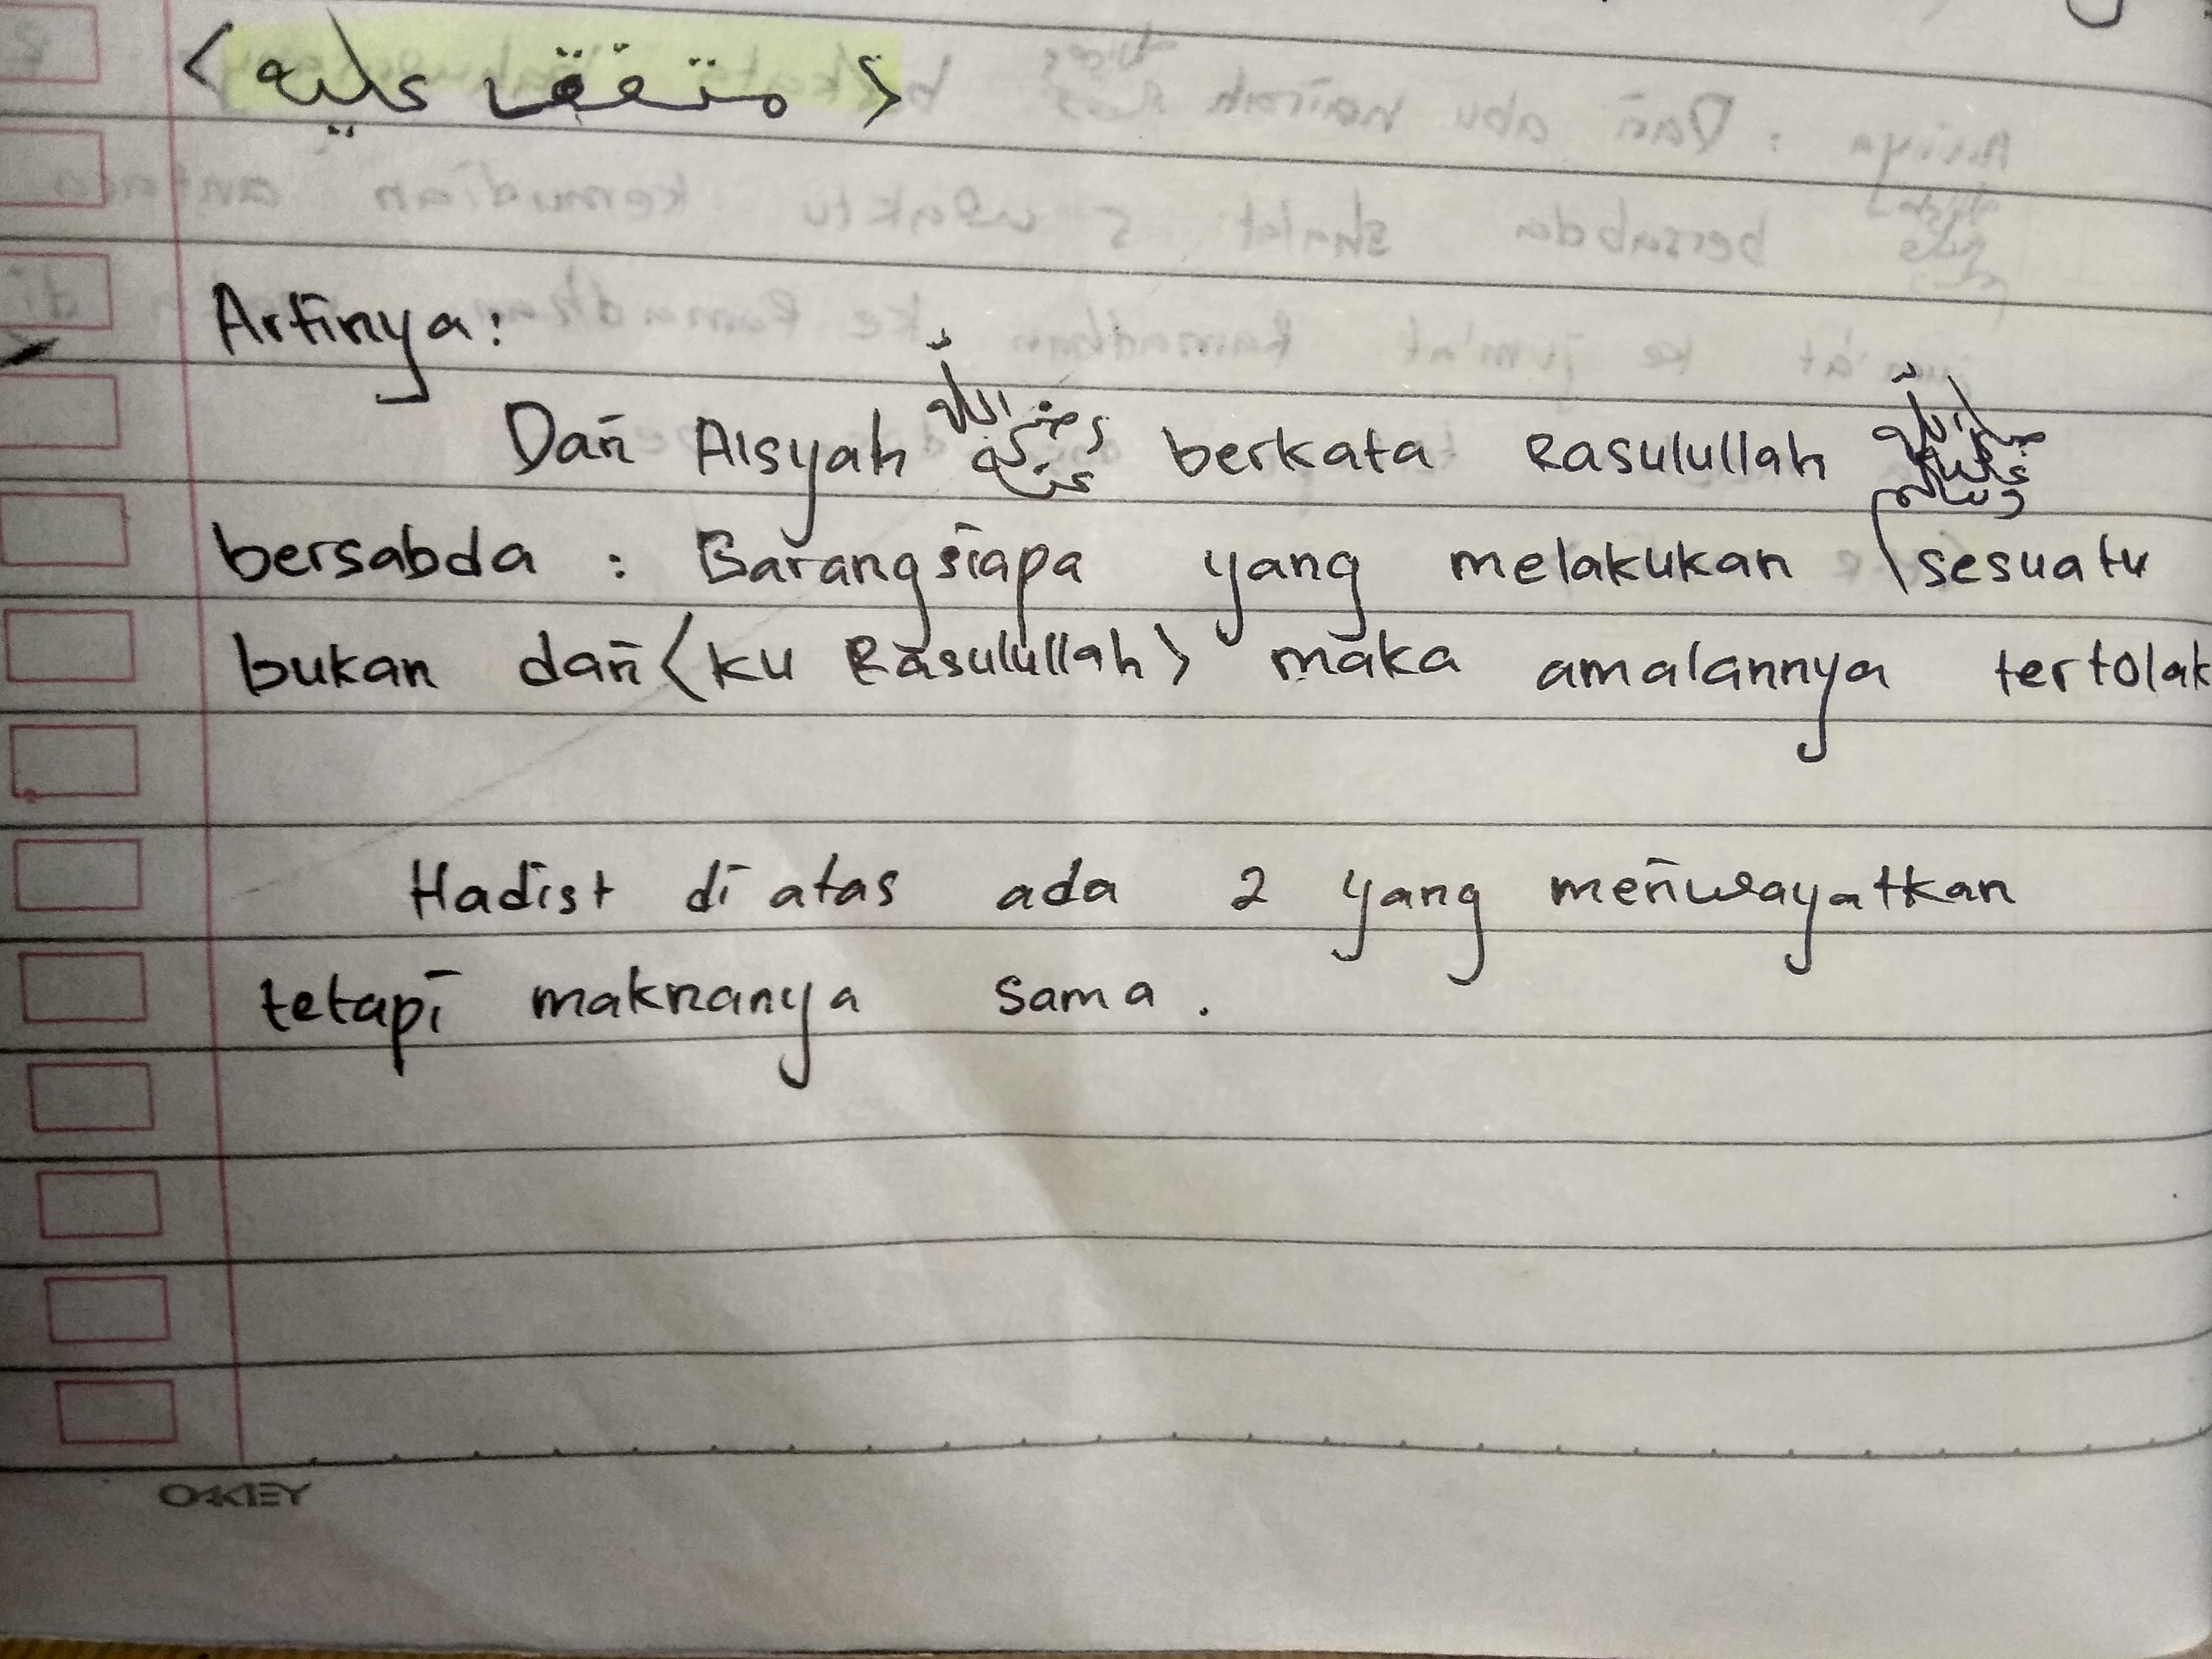 < متفق عليه >
Artinya:
Dari Aisyah رضي الله عنه berkata Rasulullah صلى الله عليه وسلم
bersabda : Barangsiapa yang melakukan sesuatu
bukan dari <ku Rasulullah> maka amalannya tertolak
Hadist di atas ada 2 yang meriwayatkan
tetapi maknanya sama.
OKEY